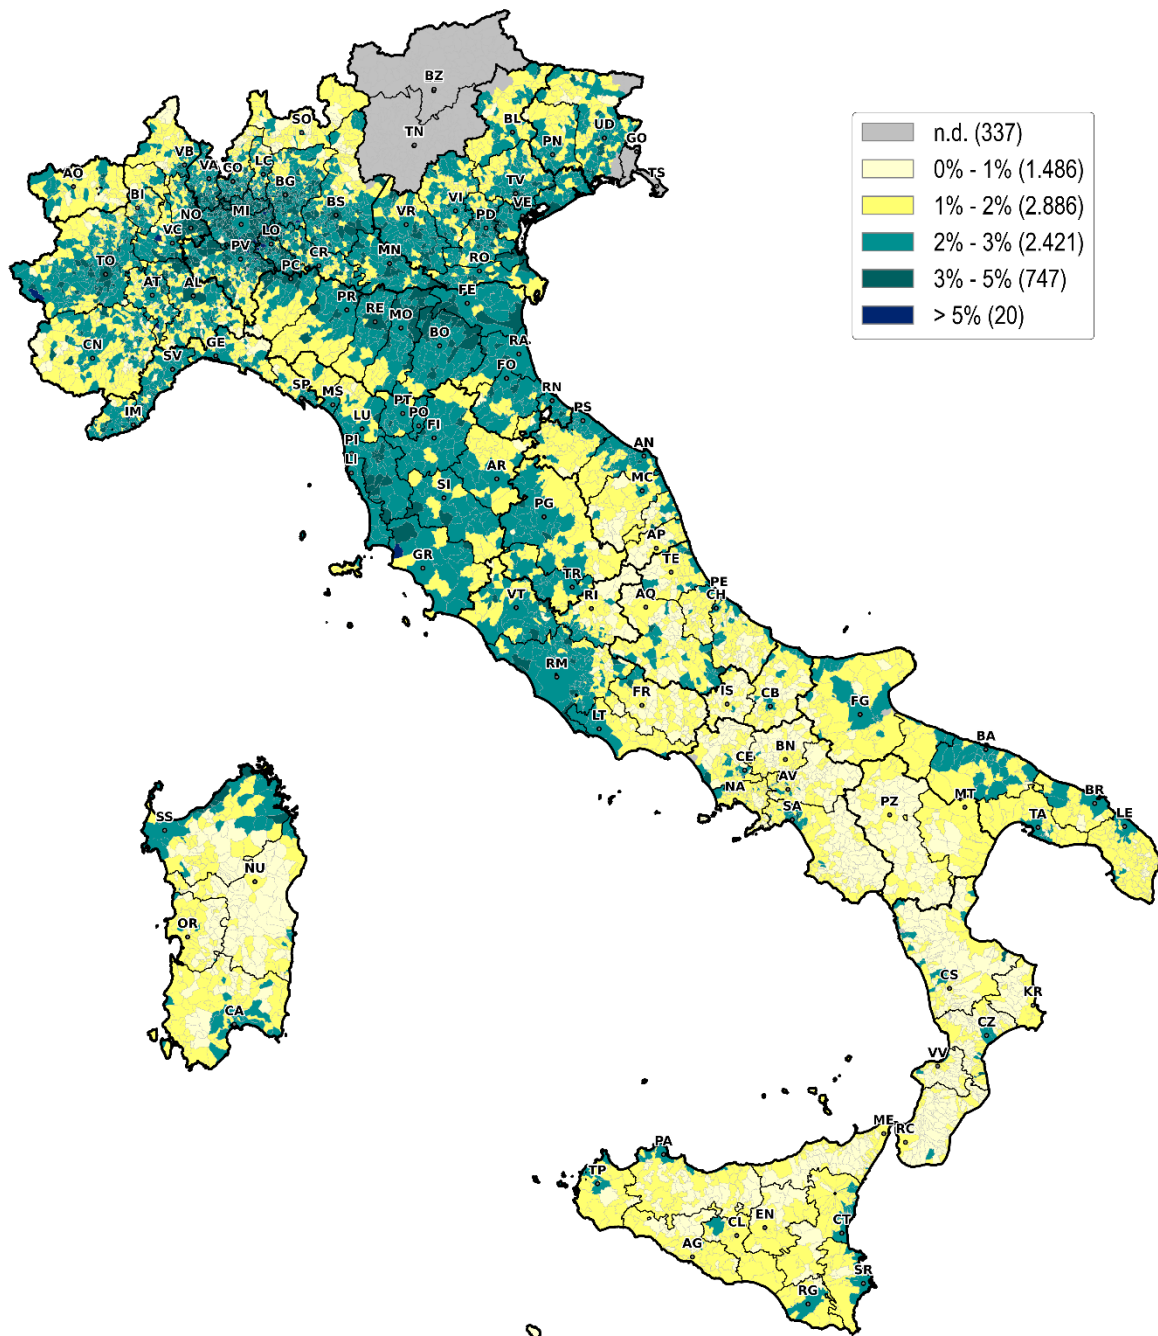 BZ
TN
SO
BL
UD
PN
GO
TS
VB
VA
CO
LC
BG
AO
BI
TV
VE
VI
BS
VR
PD
NO
MI
VC
LO
PV
CR
MN
RO
TO
PC
AT
AL
PR
RE
MO
FE
BO
CN
GE
RA
SV
FO
SP
MS
RN
PS
IM
LU
PT
PO
FI
PI
LI
AN
AR
MC
SI
PG
AP
GR
TE
TR
PE
CH
VT
RI
AQ
RM
FR
IS
CB
LT
FG
BA
CE
BN
AV
NA
SA
PZ
MT
BR
TA
LE
SS
NU
OR
CA
CS
KR
CZ
VV
ME
RC
PA
TP
CL
EN
CT
AG
SR
RG
n.d. (337)
0% - 1% (1.486)
1% - 2% (2.886)
2% - 3% (2.421)
3% - 5% (747)
> 5% (20)